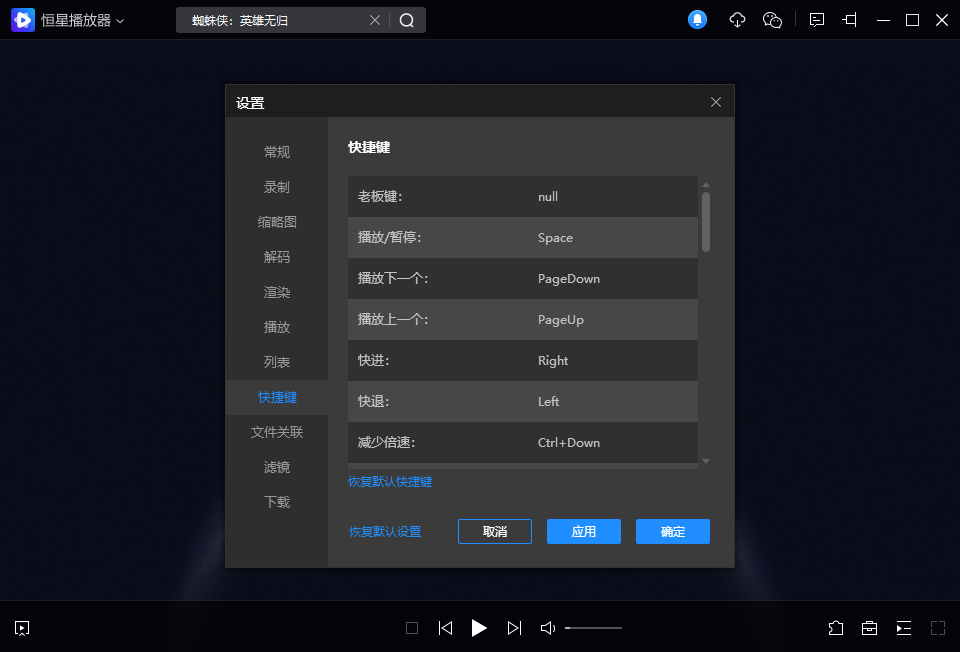 恒星播放器
蜘蛛侠：英雄无归
设置
常规
录制
缩略图
解码
渲染
播放
列表
快捷键
文件关联
滤镜
下载
快捷键
老板键： null
播放/暂停： Space
播放下一个： PageDown
播放上一个： PageUp
快进： Right
快退： Left
减少倍速： Ctrl+Down
恢复默认快捷键
恢复默认设置 取消 应用 确定